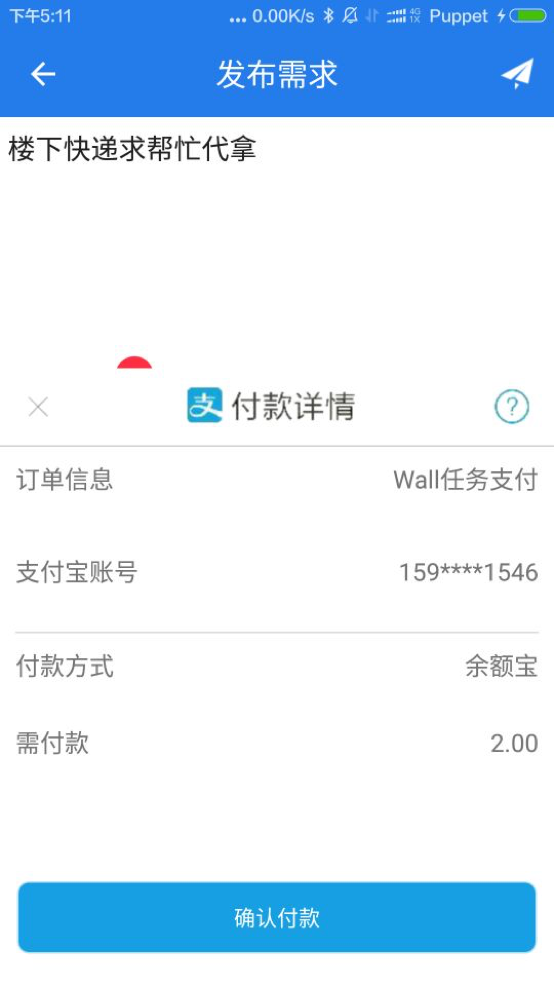 下午5:11 ... 0.00K/s 4G 1X Puppet
发布需求
楼下快递求帮忙代拿
支 付款详情 ?
订单信息 Wall任务支付
支付宝账号 159****1546
付款方式 余额宝
需付款 2.00
确认付款